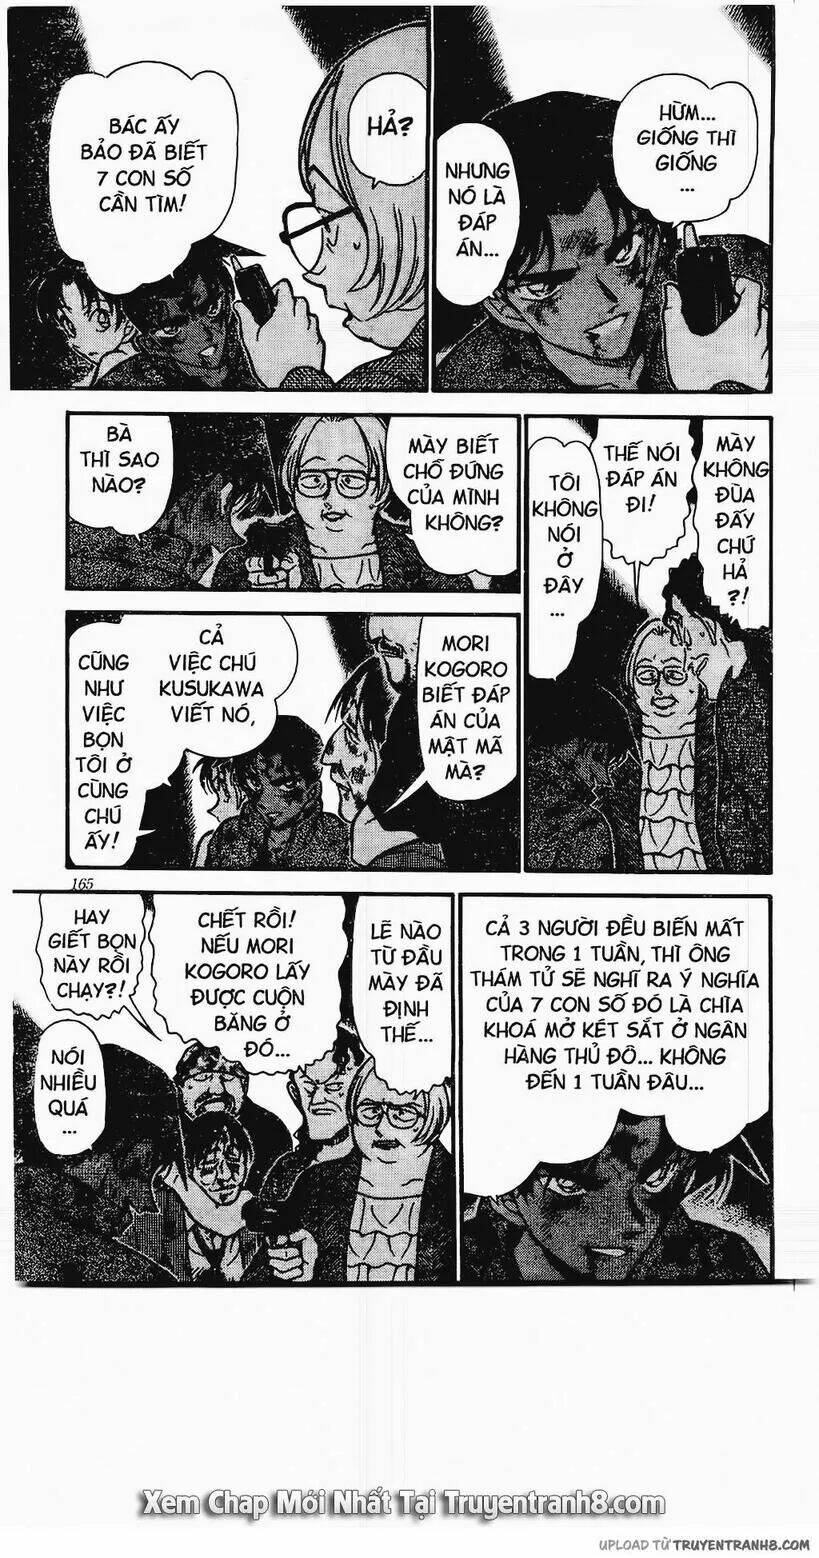 HỪM...
GIỐNG THÌ
GIỐNG
...
NHƯNG
NÓ LÀ
ĐÁP
ÁN...
HẢ?
BÁC ẤY
BẢO ĐÃ BIẾT
7 CON SỐ
CẦN TÌM!
MÀY
KHÔNG
ĐÙA
ĐẤY
CHỨ
HẢ
?!
THẾ NÓI
ĐÁP ÁN
ĐI!
TÔI
KHÔNG
NÓI
Ở
ĐÂY
...
MÀY BIẾT
CHỔ ĐỨNG
CỦA MÌNH
KHÔNG?
BÀ
THÌ SAO
NÀO?
MORI
KOGORO
BIẾT ĐÁP
ÁN CỦA
MẬT MÃ
MÀ?
CẢ
VIỆC CHÚ
KUSUKAWA
VIẾT NÓ,
CŨNG
NHƯ
VIỆC
BỌN
TÔI Ở
CÙNG
CHÚ
ẤY!
165
CẢ 3 NGƯỜI ĐỀU BIẾN MẤT
TRONG 1 TUẦN, THÌ ÔNG
THÁM TỬ SẼ NGHĨ RA Ý NGHĨA
CỦA 7 CON SỐ ĐÓ LÀ CHÌA
KHOÁ MỞ KÉT SẮT Ở NGÂN
HÀNG THỦ ĐÔ... KHÔNG
ĐẾN 1 TUẦN ĐÂU...
LẼ NÀO
TỪ ĐẦU
MÀY ĐÃ
ĐỊNH
THẾ...
CHẾT RỒI!
NẾU MORI
KOGORO LẤY
ĐƯỢC CUỘN
BĂNG Ở
ĐÓ...
HAY
GIẾT BỌN
NÀY RỒI
CHẠY?!
NÓI
NHIỀU
QUÁ
...
Xem Chap Mới Nhất Tại Truyentranh8.com
UPLOAD TỪ TRUYENTRANH8.COM